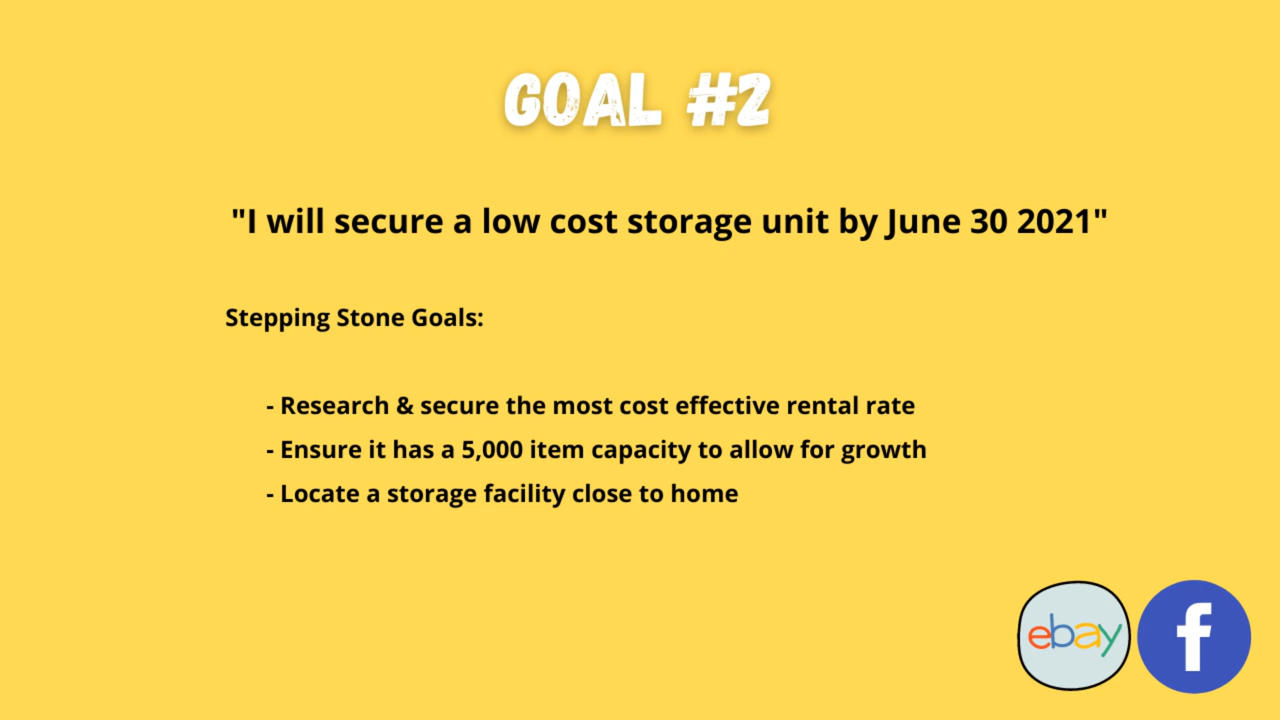 GOAL #2
"I will secure a low cost storage unit by June 30 2021"
Stepping Stone Goals:
- Research & secure the most cost effective rental rate
- Ensure it has a 5,000 item capacity to allow for growth
- Locate a storage facility close to home
ebay
f